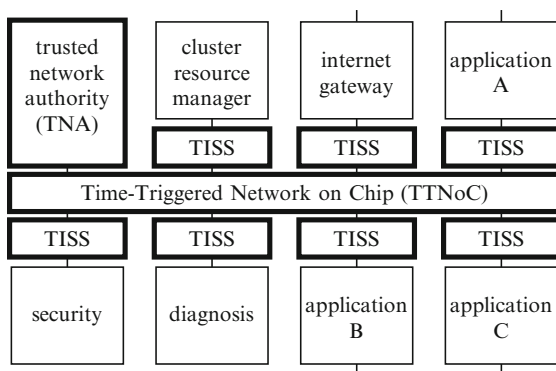 trusted
network
authority
(TNA)
cluster
resource
manager
internet
gateway
application
A
TISS
TISS
TISS
Time-Triggered Network on Chip (TTNoC)
TISS
TISS
TISS
TISS
security
diagnosis
application
B
application
C